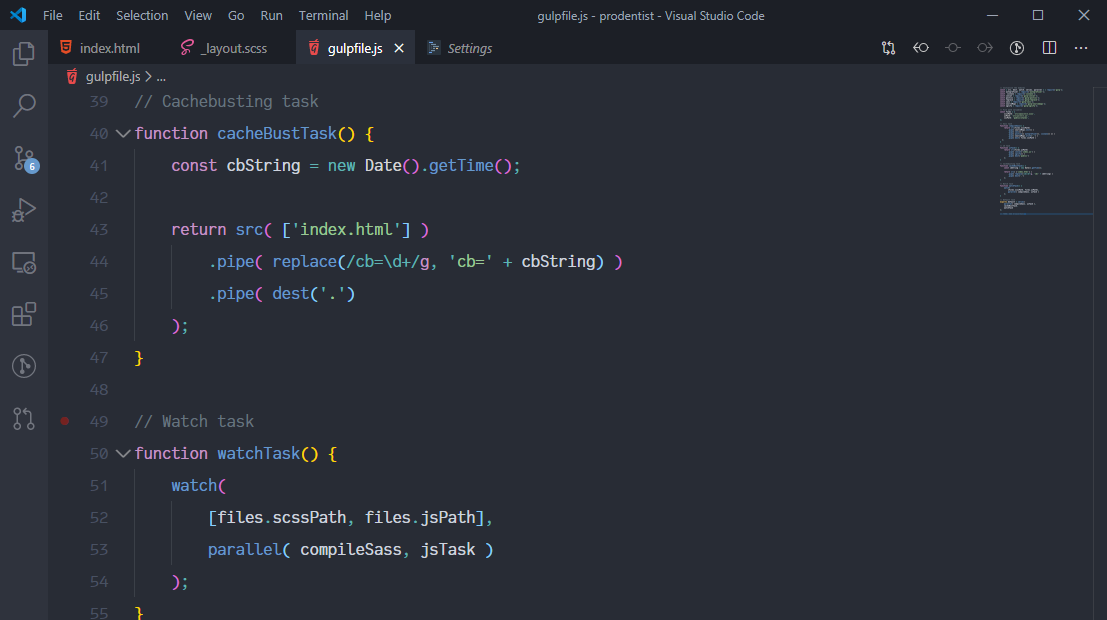 File Edit Selection View Go Run Terminal Help gulpfile.js - prodentist - Visual Studio Code
index.html _layout.scss gulpfile.js Settings
gulpfile.js > ...
39 // Cachebusting task
40 function cacheBustTask() {
41 const cbString = new Date().getTime();
42
43 return src( ['index.html'] )
44 .pipe( replace(/cb=\d+/g, 'cb=' + cbString) )
45 .pipe( dest('.')
46 );
47 }
48
49 // Watch task
50 function watchTask() {
51 watch(
52 [files.scssPath, files.jsPath],
53 parallel( compileSass, jsTask )
54 );
55 }
6